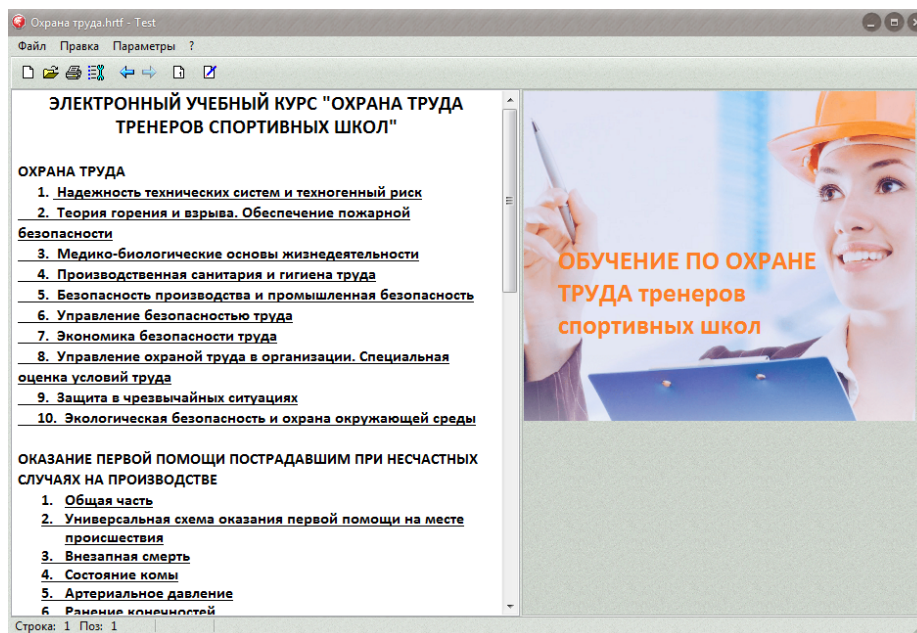 Охрана труда.hrtf - Test
Файл Правка Параметры ?
ЭЛЕКТРОННЫЙ УЧЕБНЫЙ КУРС "ОХРАНА ТРУДА
ТРЕНЕРОВ СПОРТИВНЫХ ШКОЛ"
ОХРАНА ТРУДА
1. Надежность технических систем и техногенный риск
2. Теория горения и взрыва. Обеспечение пожарной
безопасности
3. Медико-биологические основы жизнедеятельности
4. Производственная санитария и гигиена труда
5. Безопасность производства и промышленная безопасность
6. Управление безопасностью труда
7. Экономика безопасности труда
8. Управление охраной труда в организации. Специальная
оценка условий труда
9. Защита в чрезвычайных ситуациях
10. Экологическая безопасность и охрана окружающей среды
ОКАЗАНИЕ ПЕРВОЙ ПОМОЩИ ПОСТРАДАВШИМ ПРИ НЕСЧАСТНЫХ
СЛУЧАЯХ НА ПРОИЗВОДСТВЕ
1. Общая часть
2. Универсальная схема оказания первой помощи на месте
происшествия
3. Внезапная смерть
4. Состояние комы
5. Артериальное давление
6. Ранение конечностей
ОБУЧЕНИЕ ПО ОХРАНЕ
ТРУДА тренеров
спортивных школ
Строка: 1 Поз: 1